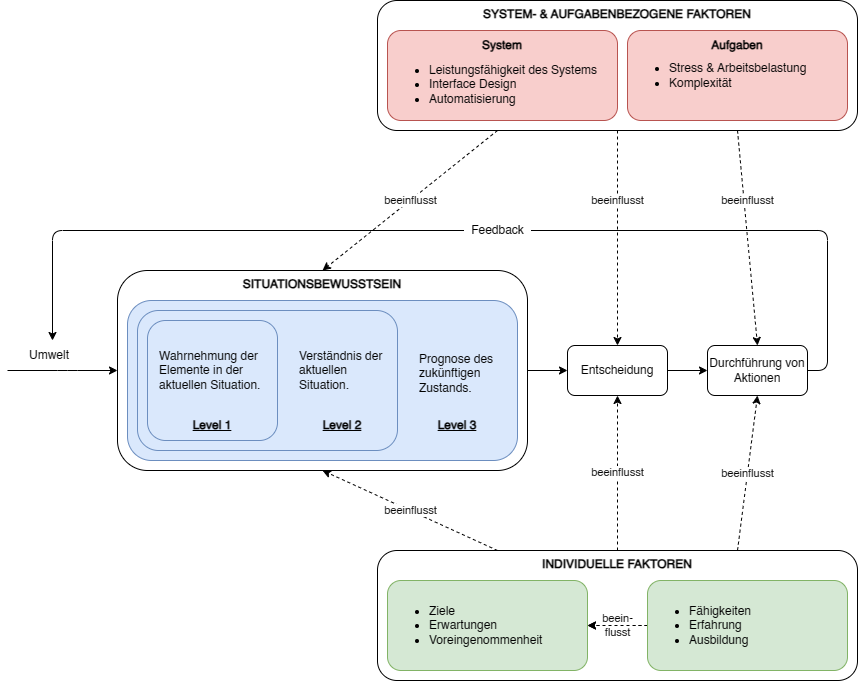 SYSTEM- & AUFGABENBEZOGENE FAKTOREN
System
Leistungsfähigkeit des Systems
Interface Design
Automatisierung
Aufgaben
Stress & Arbeitsbelastung
Komplexität
beeinflusst
beeinflusst
beeinflusst
Feedback
SITUATIONSBEWUSSTSEIN
Umwelt
Wahrnehmung der
Elemente in der
aktuellen Situation.
Level 1
Verständnis der
aktuellen
Situation.
Level 2
Prognose des
zukünftigen
Zustands.
Level 3
Entscheidung
Durchführung von
Aktionen
beeinflusst
beeinflusst
beeinflusst
INDIVIDUELLE FAKTOREN
Ziele
Erwartungen
Voreingenommenheit
beein-
flusst
Fähigkeiten
Erfahrung
Ausbildung